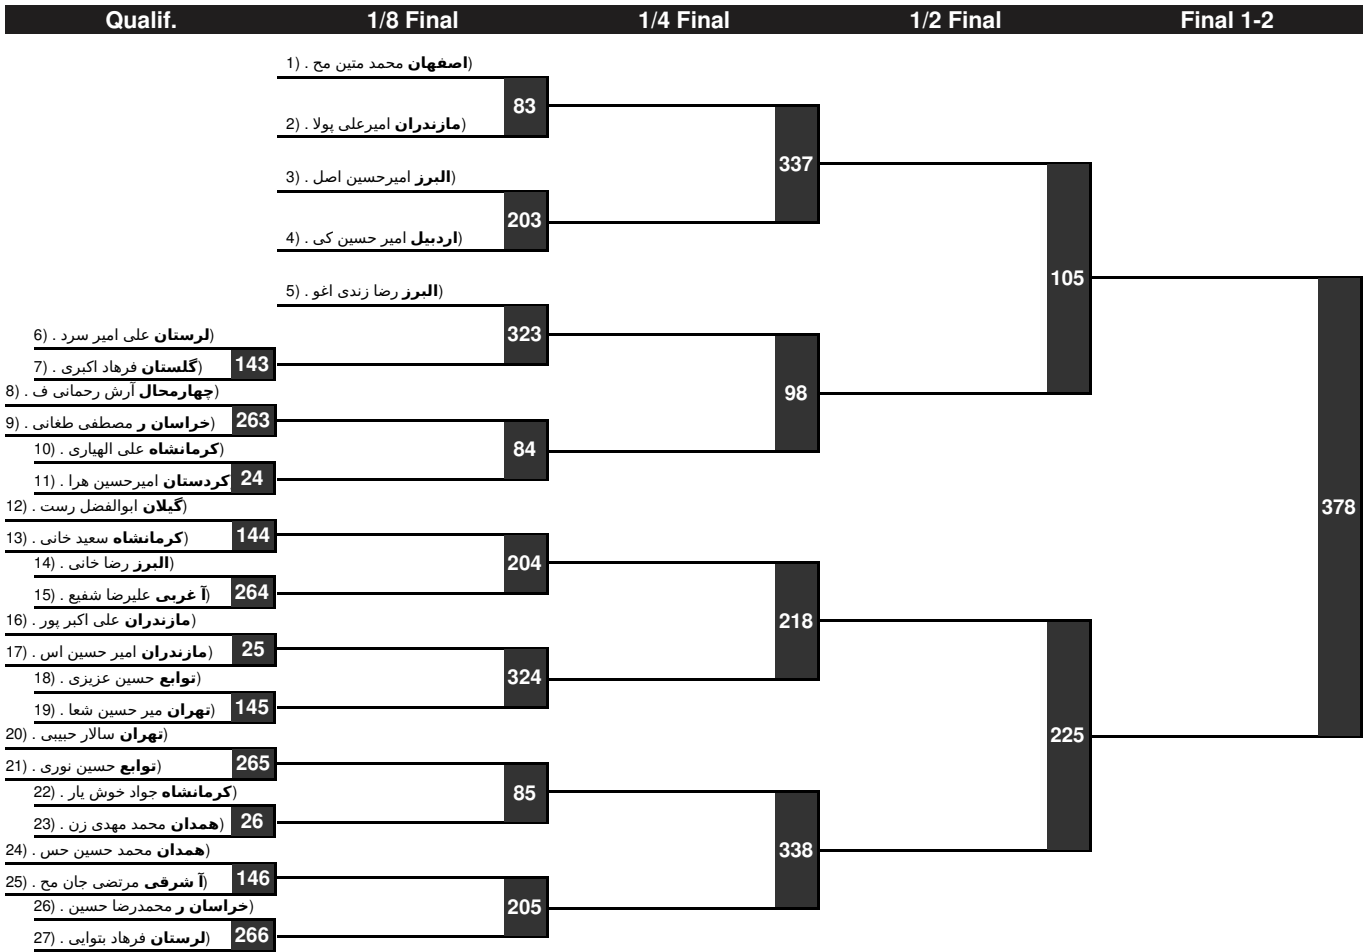 Qualif. 1/8 Final 1/4 Final 1/2 Final Final 1-2
1) . محمد متین مح اصفهان)
83
2) . امیرعلی پولا مازندران)
337
3) . امیرحسین اصل البرز)
203
4) . امیر حسین کی اردبیل)
105
5) . رضا زندی اغو البرز)
323
6) . علی امیر سرد لرستان)
143
7) . فرهاد اکبری گلستان)
8) . آرش رحمانی ف چهارمحال)
98
263
9) . مصطفی طغانی خراسان ر)
10) . علی الهیاری کرمانشاه)
84
24
11) . امیرحسین هرا کردستان
12) . ابوالفضل رست گیلان)
378
144
13) . سعید خانی کرمانشاه)
14) . رضا خانی البرز)
204
264
15) . علیرضا شفیع آ غربی)
16) . علی اکبر پور مازندران)
218
25
17) . امیر حسین اس مازندران)
18) . حسین عزیزی توابع)
324
145
19) . میر حسین شعا تهران)
20) . سالار حبیبی تهران)
225
265
21) . حسین نوری توابع)
22) . جواد خوش یار کرمانشاه)
85
26
23) . محمد مهدی زن همدان)
24) . محمد حسین حس همدان)
338
146
25) . مرتضی جان مح آ شرقی)
26) . محمدرضا حسین خراسان ر)
205
266
27) . فرهاد بتوایی لرستان)